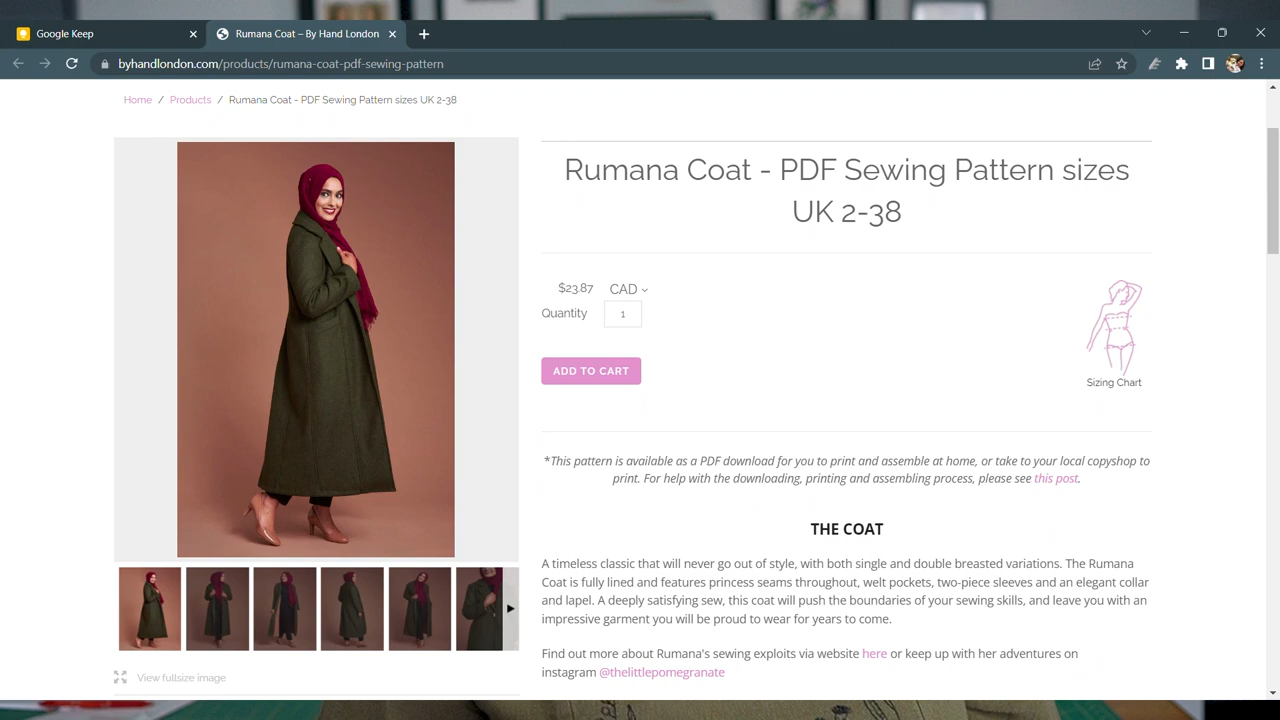 Google Keep
Rumana Coat – By Hand London
byhandlondon.com/products/rumana-coat-pdf-sewing-pattern
Home / Products / Rumana Coat - PDF Sewing Pattern sizes UK 2-38
Rumana Coat - PDF Sewing Pattern sizes
UK 2-38
$23.87 CAD
Quantity 1
ADD TO CART
Sizing Chart
*This pattern is available as a PDF download for you to print and assemble at home, or take to your local copyshop to
print. For help with the downloading, printing and assembling process, please see this post.
THE COAT
A timeless classic that will never go out of style, with both single and double breasted variations. The Rumana
Coat is fully lined and features princess seams throughout, welt pockets, two-piece sleeves and an elegant collar
and lapel. A deeply satisfying sew, this coat will push the boundaries of your sewing skills, and leave you with an
impressive garment you will be proud to wear for years to come.
Find out more about Rumana's sewing exploits via website here or keep up with her adventures on
instagram @thelittlepomegranate
View fullsize image